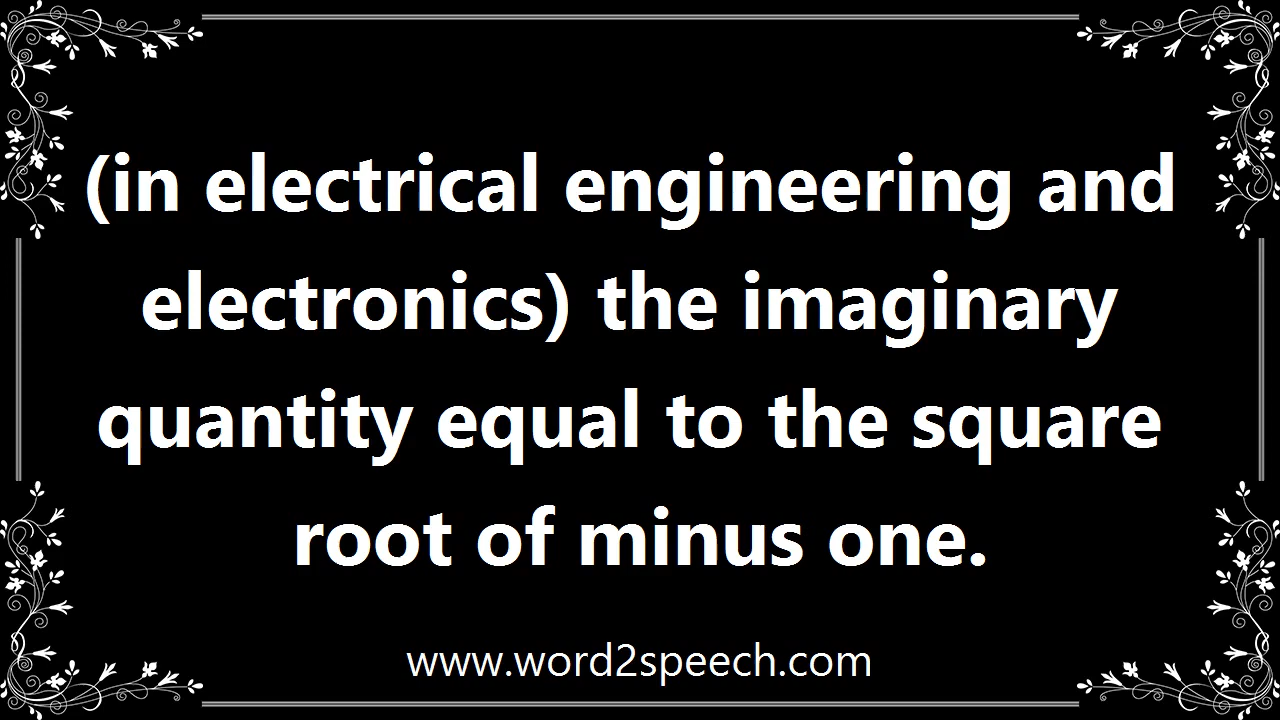 (in electrical engineering and
electronics) the imaginary
quantity equal to the square
root of minus one.
www.word2speech.com